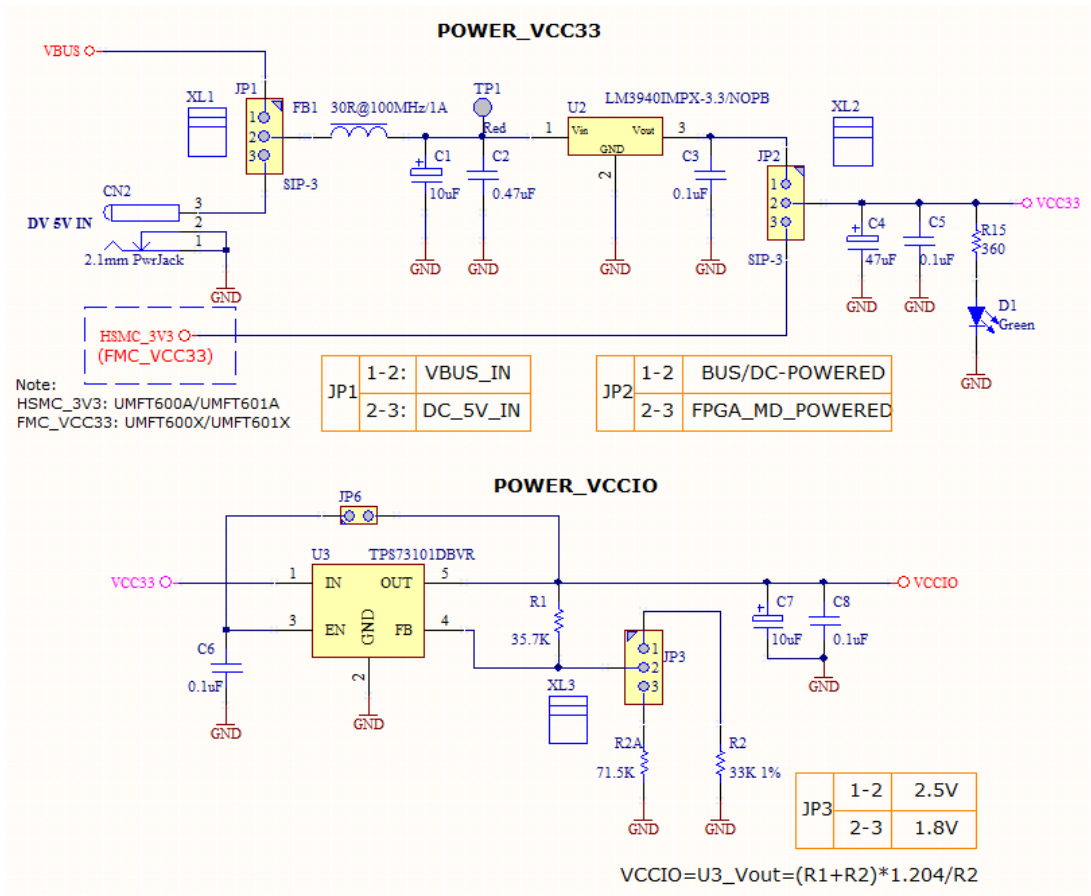 POWER_VCC33
VBUS
XL1
JP1
1
2
3
SIP-3
FB1
30R@100MHz/1A
TP1
Red
C1
10uF
GND
C2
0.47uF
GND
U2
LM3940IMPX-3.3/NOPB
1
Vin
Vout
3
GND
2
GND
C3
0.1uF
GND
XL2
JP2
1
2
3
SIP-3
VCC33
C4
47uF
GND
C5
0.1uF
GND
R15
360
D1
Green
GND
CN2
DV 5V IN
3
2
1
2.1mm PwrJack
GND
HSMC_3V3
(FMC_VCC33)
Note:
HSMC_3V3: UMFT600A/UMFT601A
FMC_VCC33: UMFT600X/UMFT601X
JP1
1-2: VBUS_IN
2-3: DC_5V_IN
JP2
1-2 BUS/DC-POWERED
2-3 FPGA_MD_POWERED
POWER_VCCIO
JP6
U3
TPS73101DBVR
VCC33
1
IN
OUT
5
3
EN
GND
FB
4
2
GND
C6
0.1uF
GND
R1
35.7K
JP3
1
2
3
XL3
R2A
71.5K
GND
R2
33K 1%
GND
C7
10uF
C8
0.1uF
GND
VCCIO
JP3
1-2 2.5V
2-3 1.8V
VCCIO=U3_Vout=(R1+R2)*1.204/R2